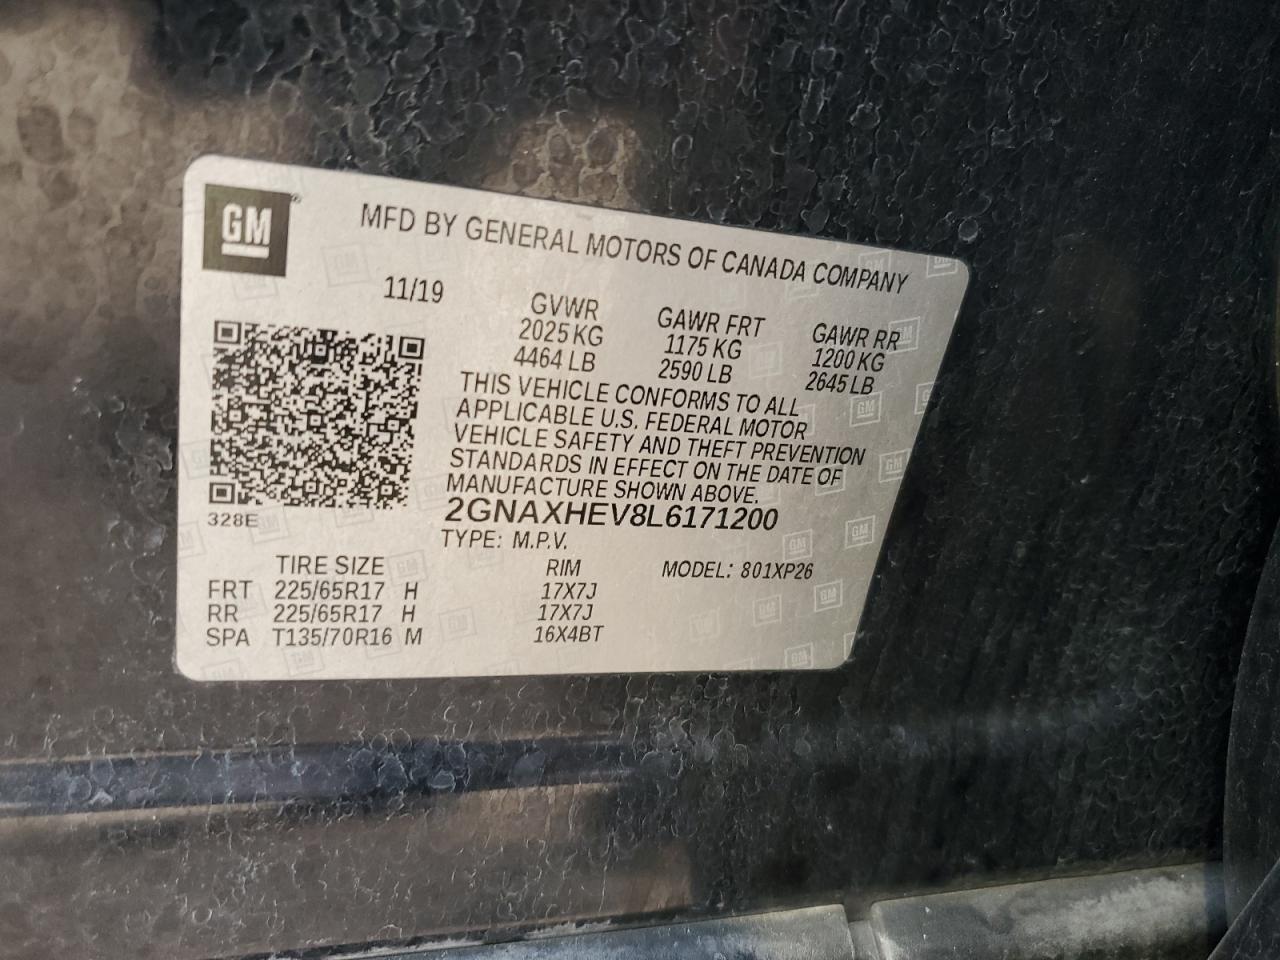 GM
MFD BY GENERAL MOTORS OF CANADA COMPANY
11/19
GVWR GAWR FRT GAWR RR
2025 KG 1175 KG 1200 KG
4464 LB 2590 LB 2645 LB
THIS VEHICLE CONFORMS TO ALL
APPLICABLE U.S. FEDERAL MOTOR
VEHICLE SAFETY AND THEFT PREVENTION
STANDARDS IN EFFECT ON THE DATE OF
MANUFACTURE SHOWN ABOVE.
328E
2GNAXHEV8L6171200
TYPE: M.P.V.
TIRE SIZE RIM MODEL: 801XP26
FRT 225/65R17 H 17X7J
RR 225/65R17 H 17X7J
SPA T135/70R16 M 16X4BT